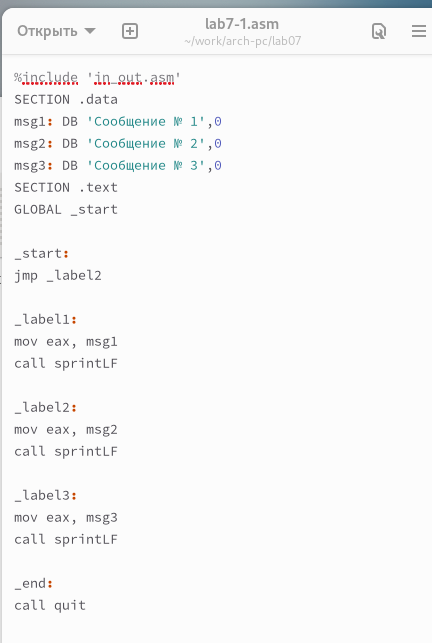 Открыть
lab7-1.asm
~/work/arch-pc/lab07
%include 'in_out.asm'
SECTION .data
msg1: DB 'Сообщение № 1',0
msg2: DB 'Сообщение № 2',0
msg3: DB 'Сообщение № 3',0
SECTION .text
GLOBAL _start
_start:
jmp _label2
_label1:
mov eax, msg1
call sprintLF
_label2:
mov eax, msg2
call sprintLF
_label3:
mov eax, msg3
call sprintLF
_end:
call quit